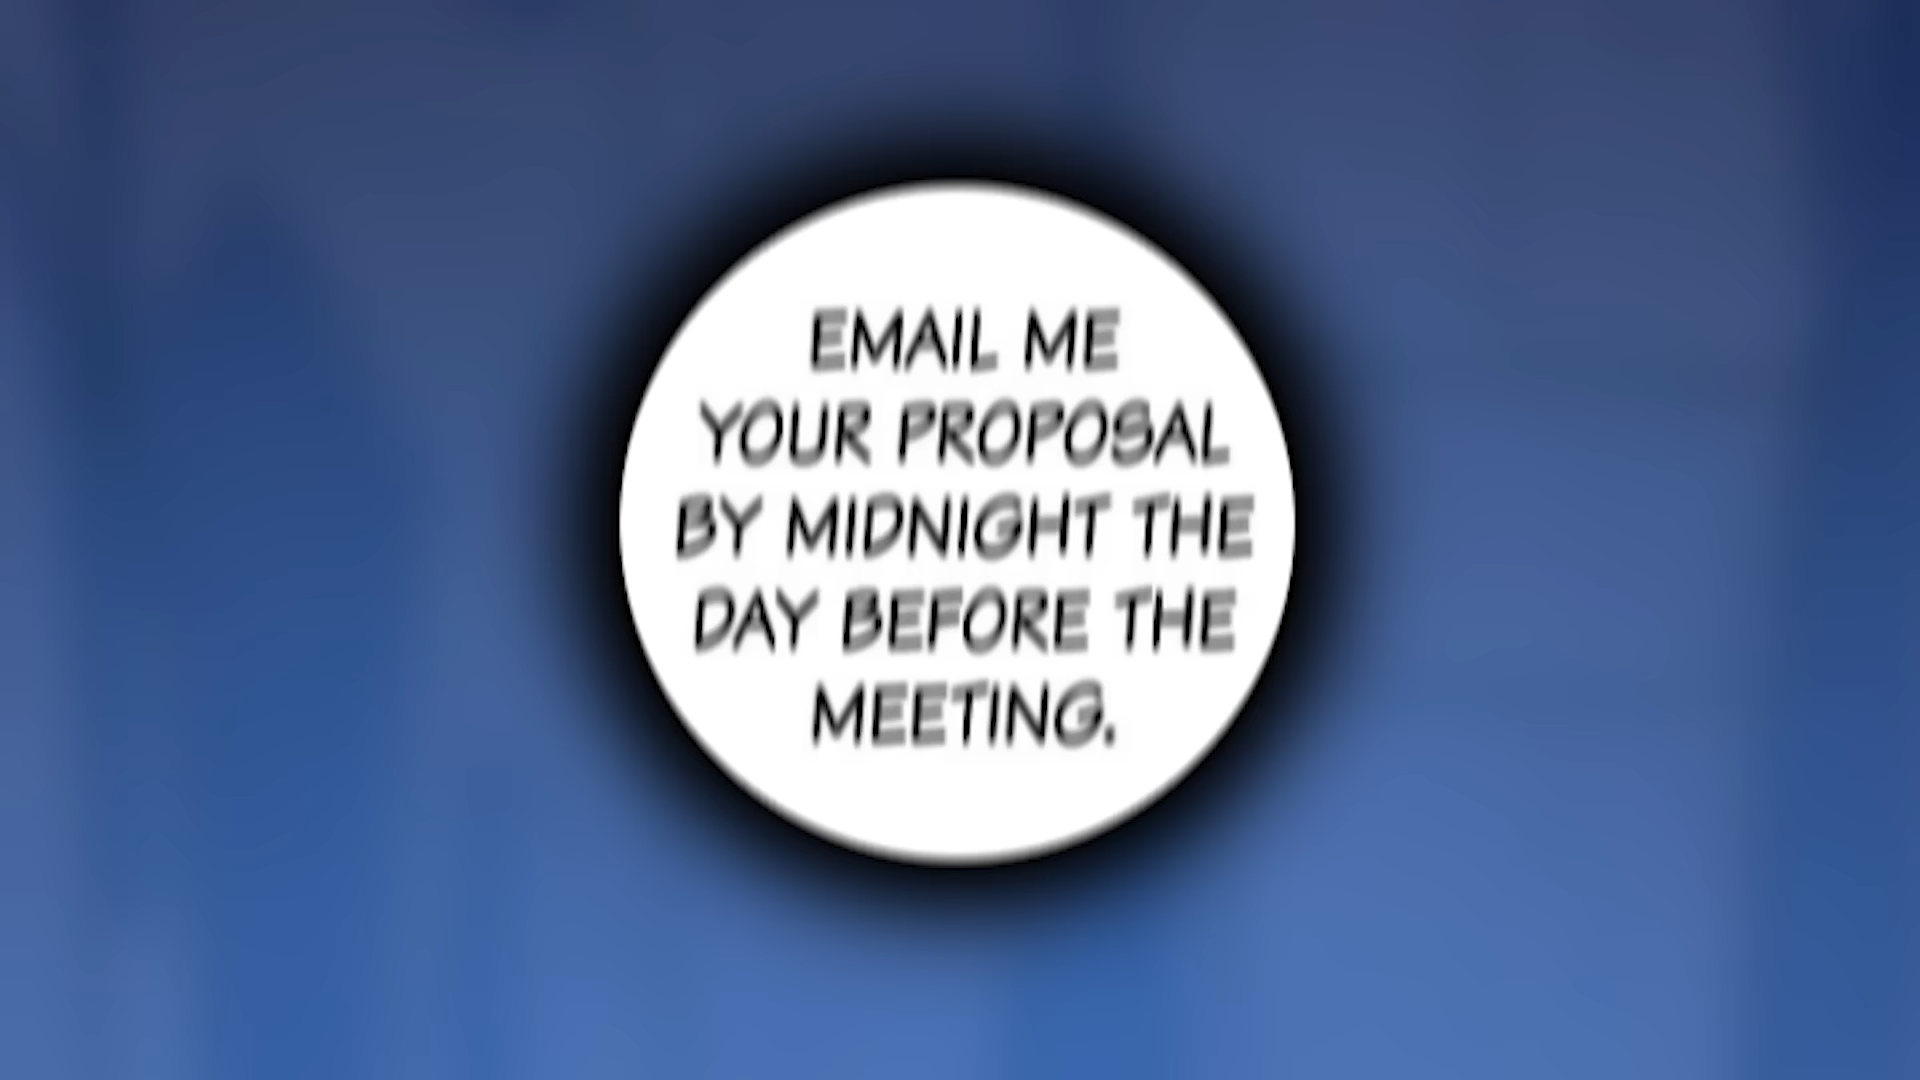 EMAIL ME
YOUR PROPOSAL
BY MIDNIGHT THE
DAY BEFORE THE
MEETING.